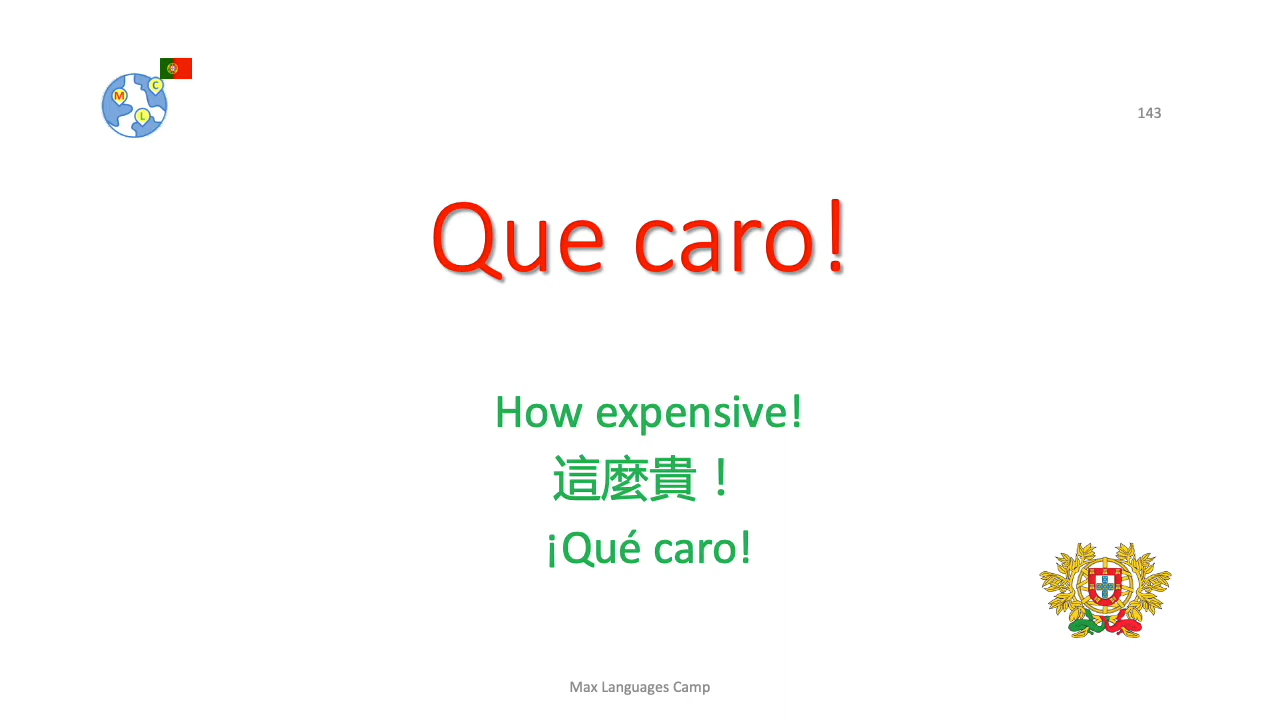 M
C
L
143
Que caro!
How expensive!
這麼貴！
¡Qué caro!
Max Languages Camp